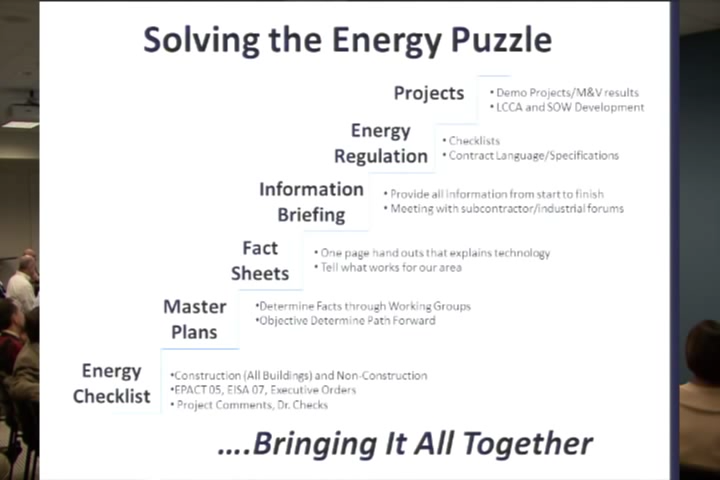 Solving the Energy Puzzle
Projects
• Demo Projects/M&V results
• LCCA and SOW Development
Energy
Regulation
• Checklists
• Contract Language/Specifications
Information
Briefing
• Provide all information from start to finish
• Meeting with subcontractor/industrial forums
Fact
Sheets
• One page hand outs that explains technology
• Tell what works for our area
Master
Plans
•Determine Facts through Working Groups
•Objective Determine Path Forward
Energy
Checklist
•Construction (All Buildings) and Non-Construction
•EPACT 05, EISA 07, Executive Orders
• Project Comments, Dr. Checks
....Bringing It All Together